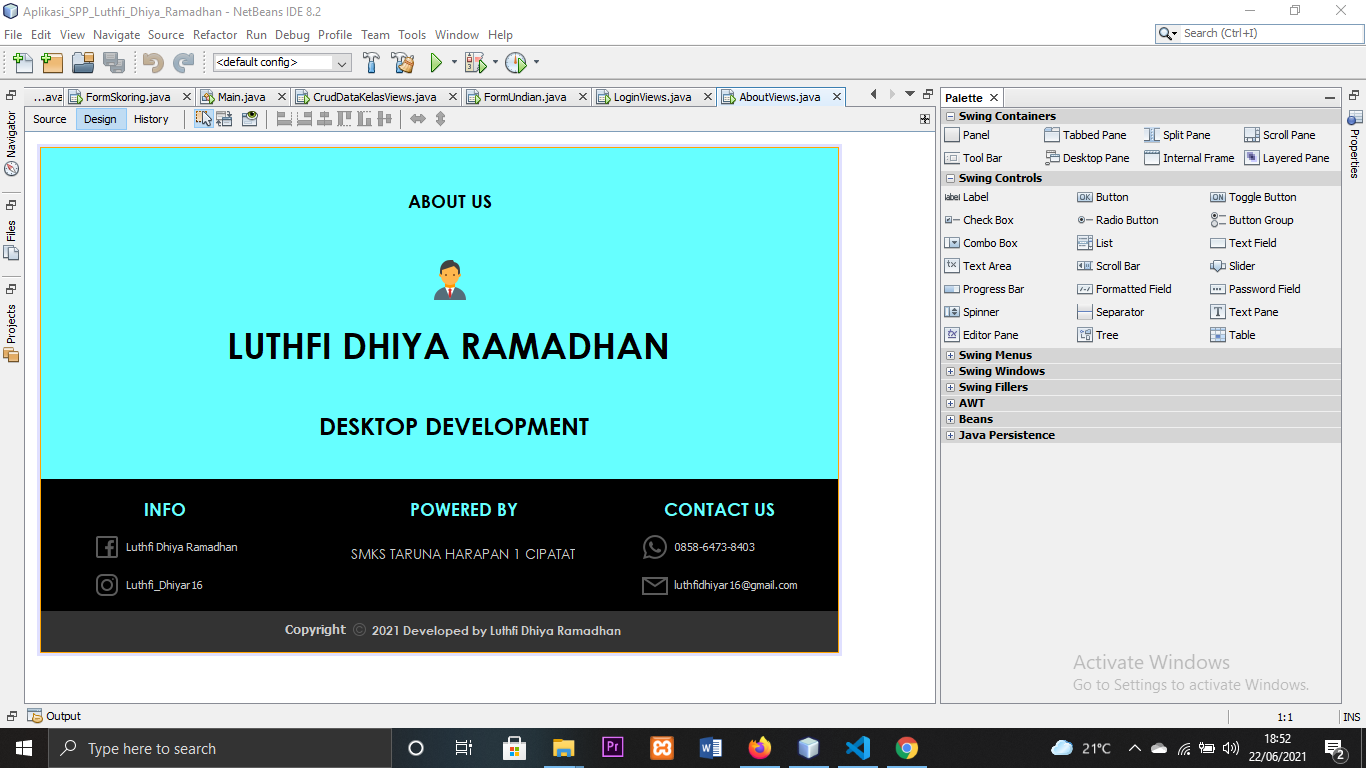 Aplikasi_SPP_Luthfi_Dhiya_Ramadhan - NetBeans IDE 8.2
File Edit View Navigate Source Refactor Run Debug Profile Team Tools Window Help
Search (Ctrl+I)
<default config>
...ava FormSkoring.java Main.java CrudDataKelasViews.java FormUndian.java LoginViews.java AboutViews.java
Source Design History
Navigator
Files
Projects
ABOUT US
LUTHFI DHIYA RAMADHAN
DESKTOP DEVELOPMENT
INFO
Luthfi Dhiya Ramadhan
Luthfi_Dhiyar16
POWERED BY
SMKS TARUNA HARAPAN 1 CIPATAT
CONTACT US
0858-6473-8403
luthfidhiyar16@gmail.com
Copyright © 2021 Developed by Luthfi Dhiya Ramadhan
Palette
Swing Containers
Panel Tabbed Pane Split Pane Scroll Pane
Tool Bar Desktop Pane Internal Frame Layered Pane
Swing Controls
label Label OK Button ON Toggle Button
Check Box Radio Button Button Group
Combo Box List Text Field
Text Area Scroll Bar Slider
Progress Bar Formatted Field Password Field
Spinner Separator Text Pane
Editor Pane Tree Table
Swing Menus
Swing Windows
Swing Fillers
AWT
Beans
Java Persistence
Properties
Activate Windows
Go to Settings to activate Windows.
Output
1:1 INS
Type here to search
Pr
W
21°C
18:52
22/06/2021
2